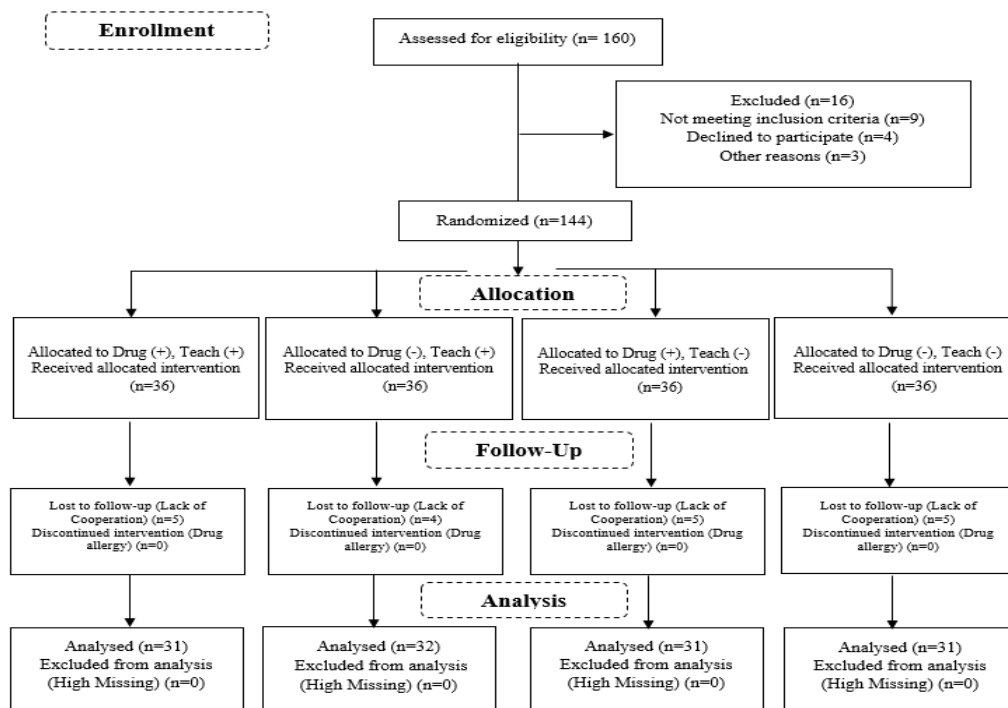 Enrollment
Assessed for eligibility (n= 160)
Excluded (n=16)
Not meeting inclusion criteria (n=9)
Declined to participate (n=4)
Other reasons (n=3)
Randomized (n=144)
Allocation
Allocated to Drug (+), Teach (+)
Received allocated intervention
(n=36)
Allocated to Drug (-), Teach (+)
Received allocated intervention
(n=36)
Allocated to Drug (+), Teach (-)
Received allocated intervention
(n=36)
Allocated to Drug (-), Teach (-)
Received allocated intervention
(n=36)
Follow-Up
Lost to follow-up (Lack of
Cooperation) (n=5)
Discontinued intervention (Drug
allergy) (n=0)
Lost to follow-up (Lack of
Cooperation) (n=4)
Discontinued intervention (Drug
allergy) (n=0)
Lost to follow-up (Lack of
Cooperation) (n=5)
Discontinued intervention (Drug
allergy) (n=0)
Lost to follow-up (Lack of
Cooperation) (n=5)
Discontinued intervention (Drug
allergy) (n=0)
Analysis
Analysed (n=31)
Excluded from analysis
(High Missing) (n=0)
Analysed (n=32)
Excluded from analysis
(High Missing) (n=0)
Analysed (n=31)
Excluded from analysis
(High Missing) (n=0)
Analysed (n=31)
Excluded from analysis
(High Missing) (n=0)